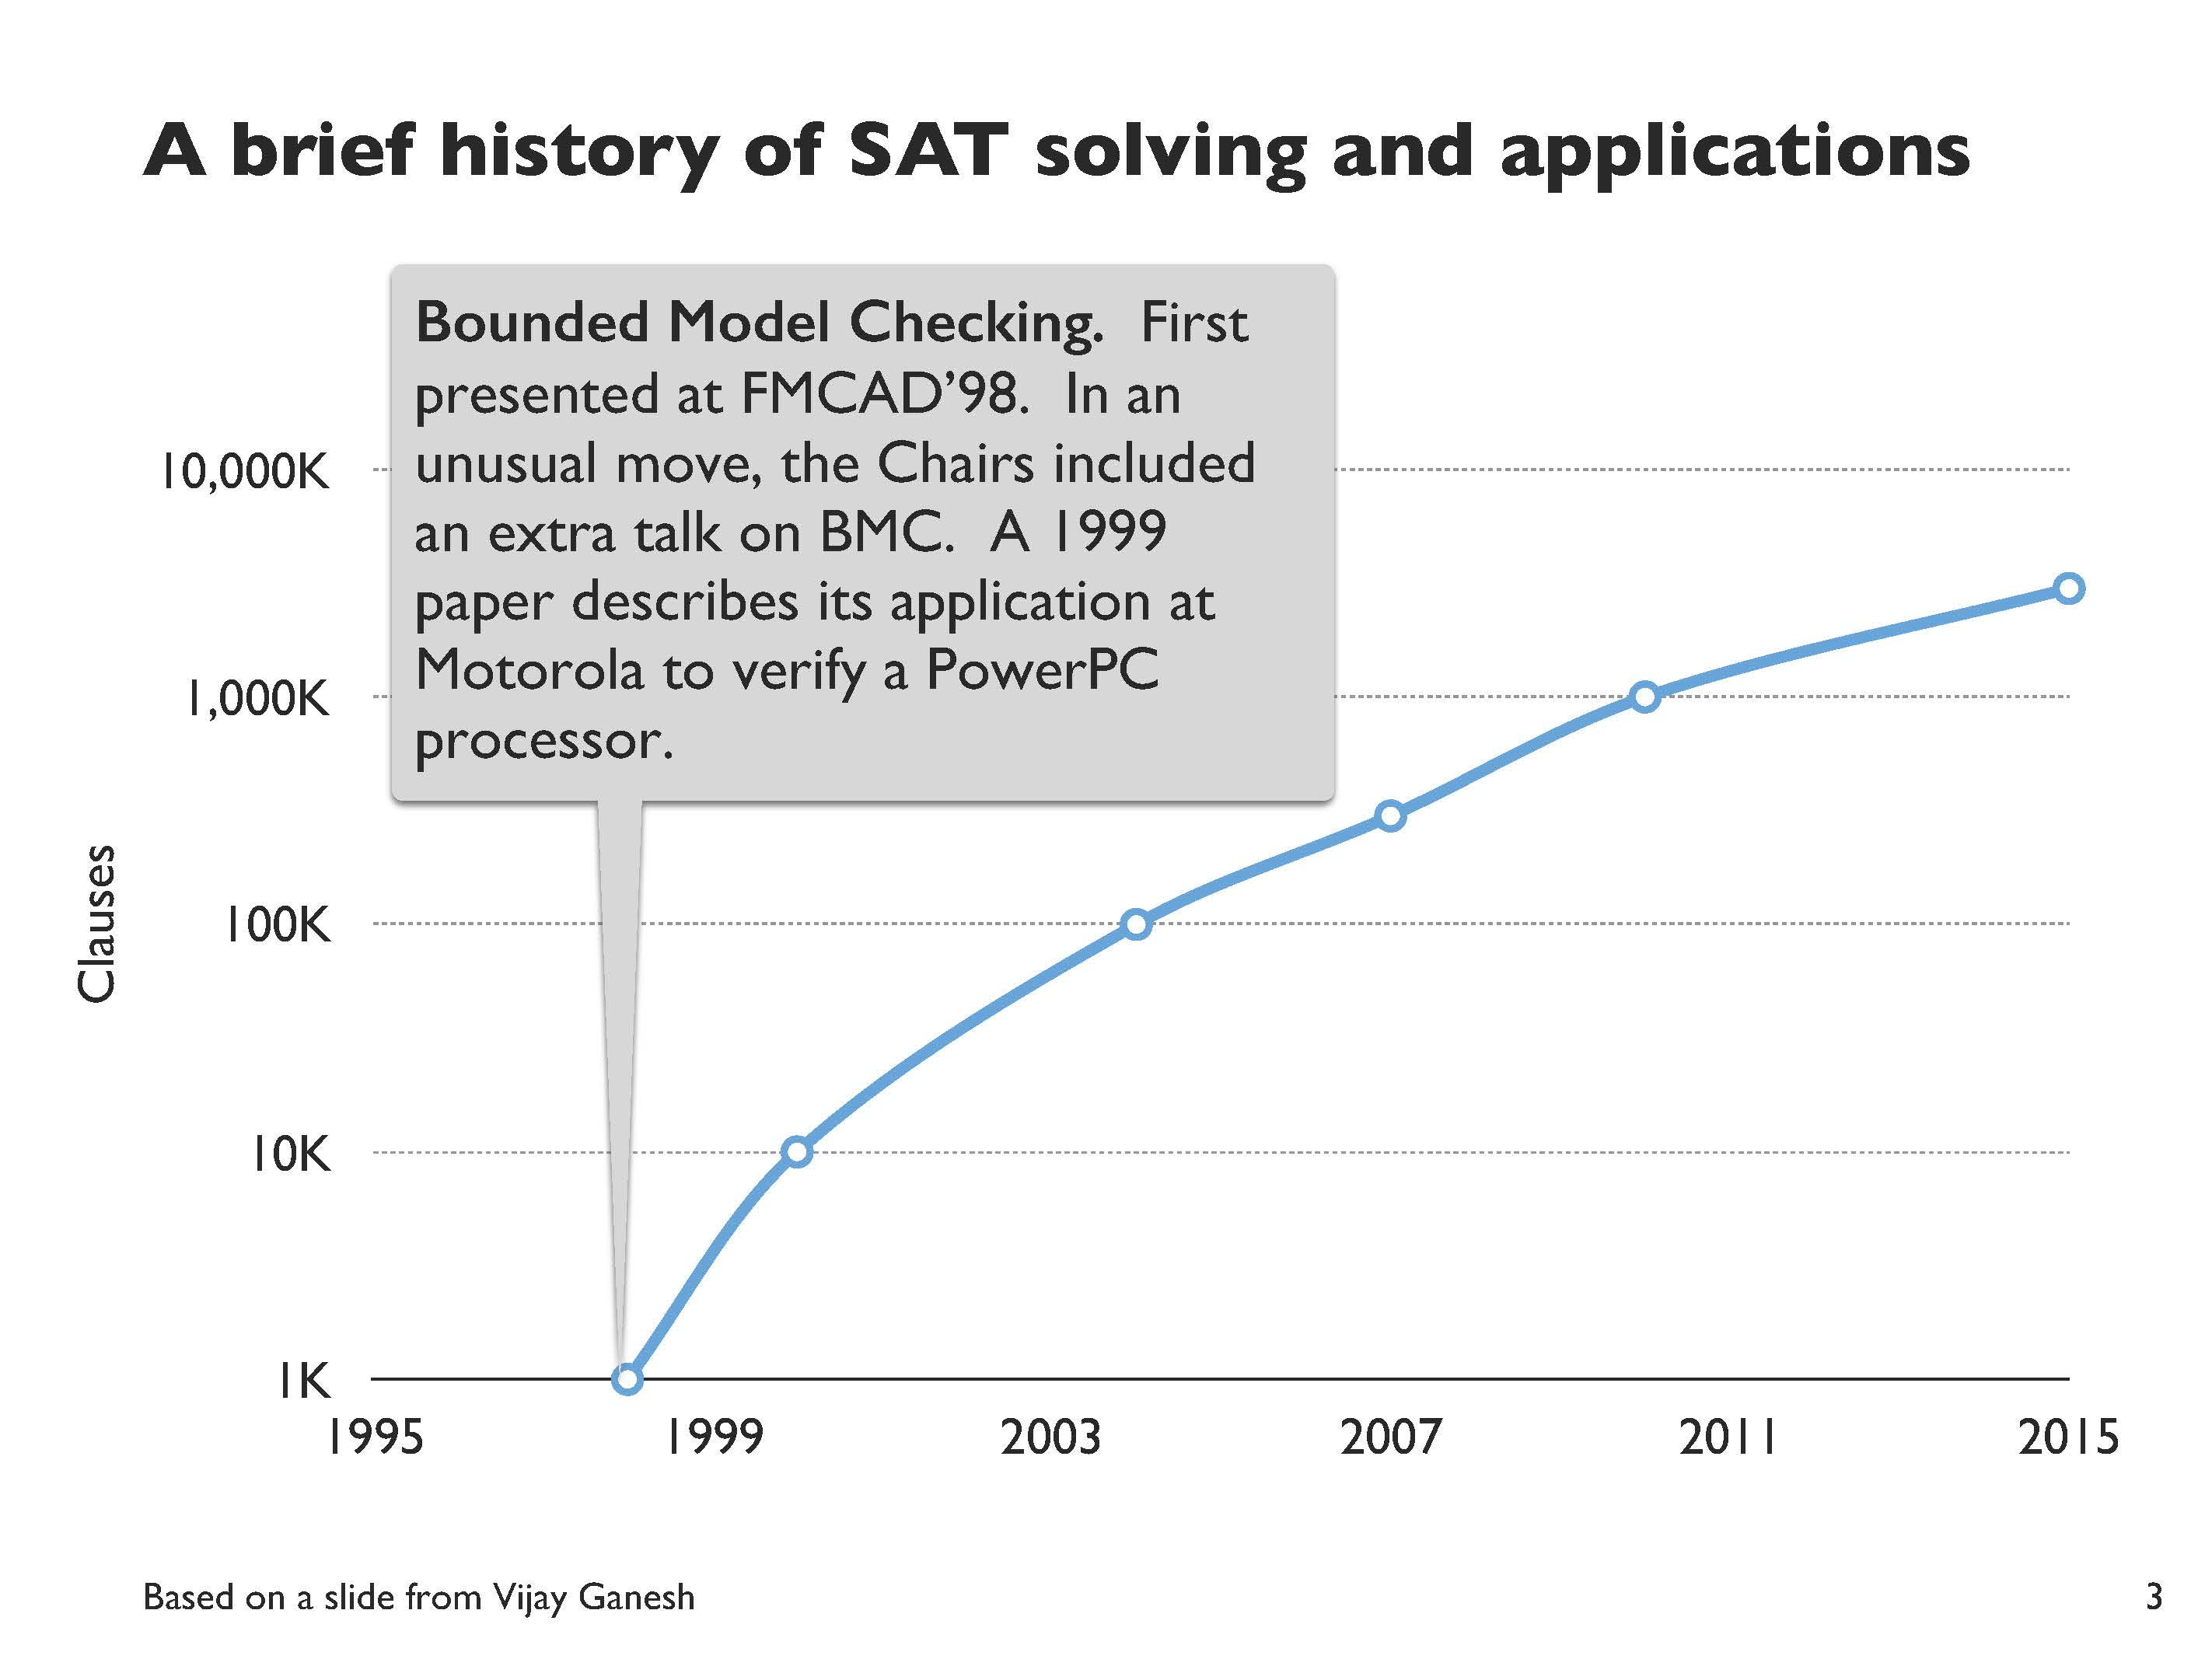 A brief history of SAT solving and applications
Bounded Model Checking.  First
presented at FMCAD’98.  In an
unusual move, the Chairs included
an extra talk on BMC.  A 1999
paper describes its application at
Motorola to verify a PowerPC
processor.
10,000K
1,000K
100K
10K
1K
Clauses
1995
1999
2003
2007
2011
2015
Based on a slide from Vijay Ganesh
3